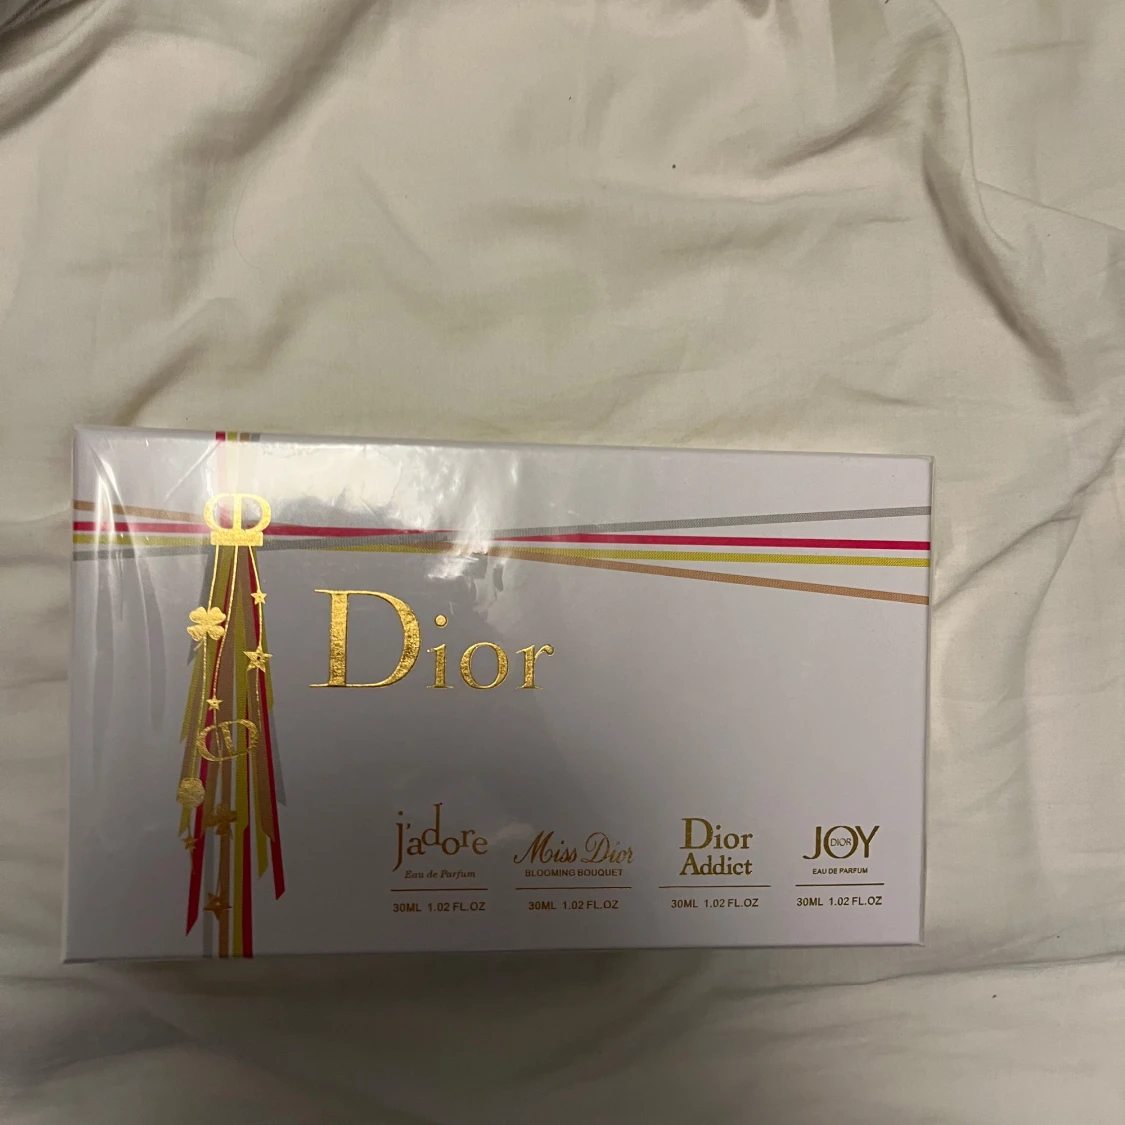 Dior
j'adore
Eau de Parfum
30ML 1.02 FL.OZ
Miss Dior
BLOOMING BOUQUET
30ML 1.02 FL.OZ
Dior
Addict
30ML 1.02 FL.OZ
JOY
DIOR
EAU DE PARFUM
30ML 1.02 FL.OZ